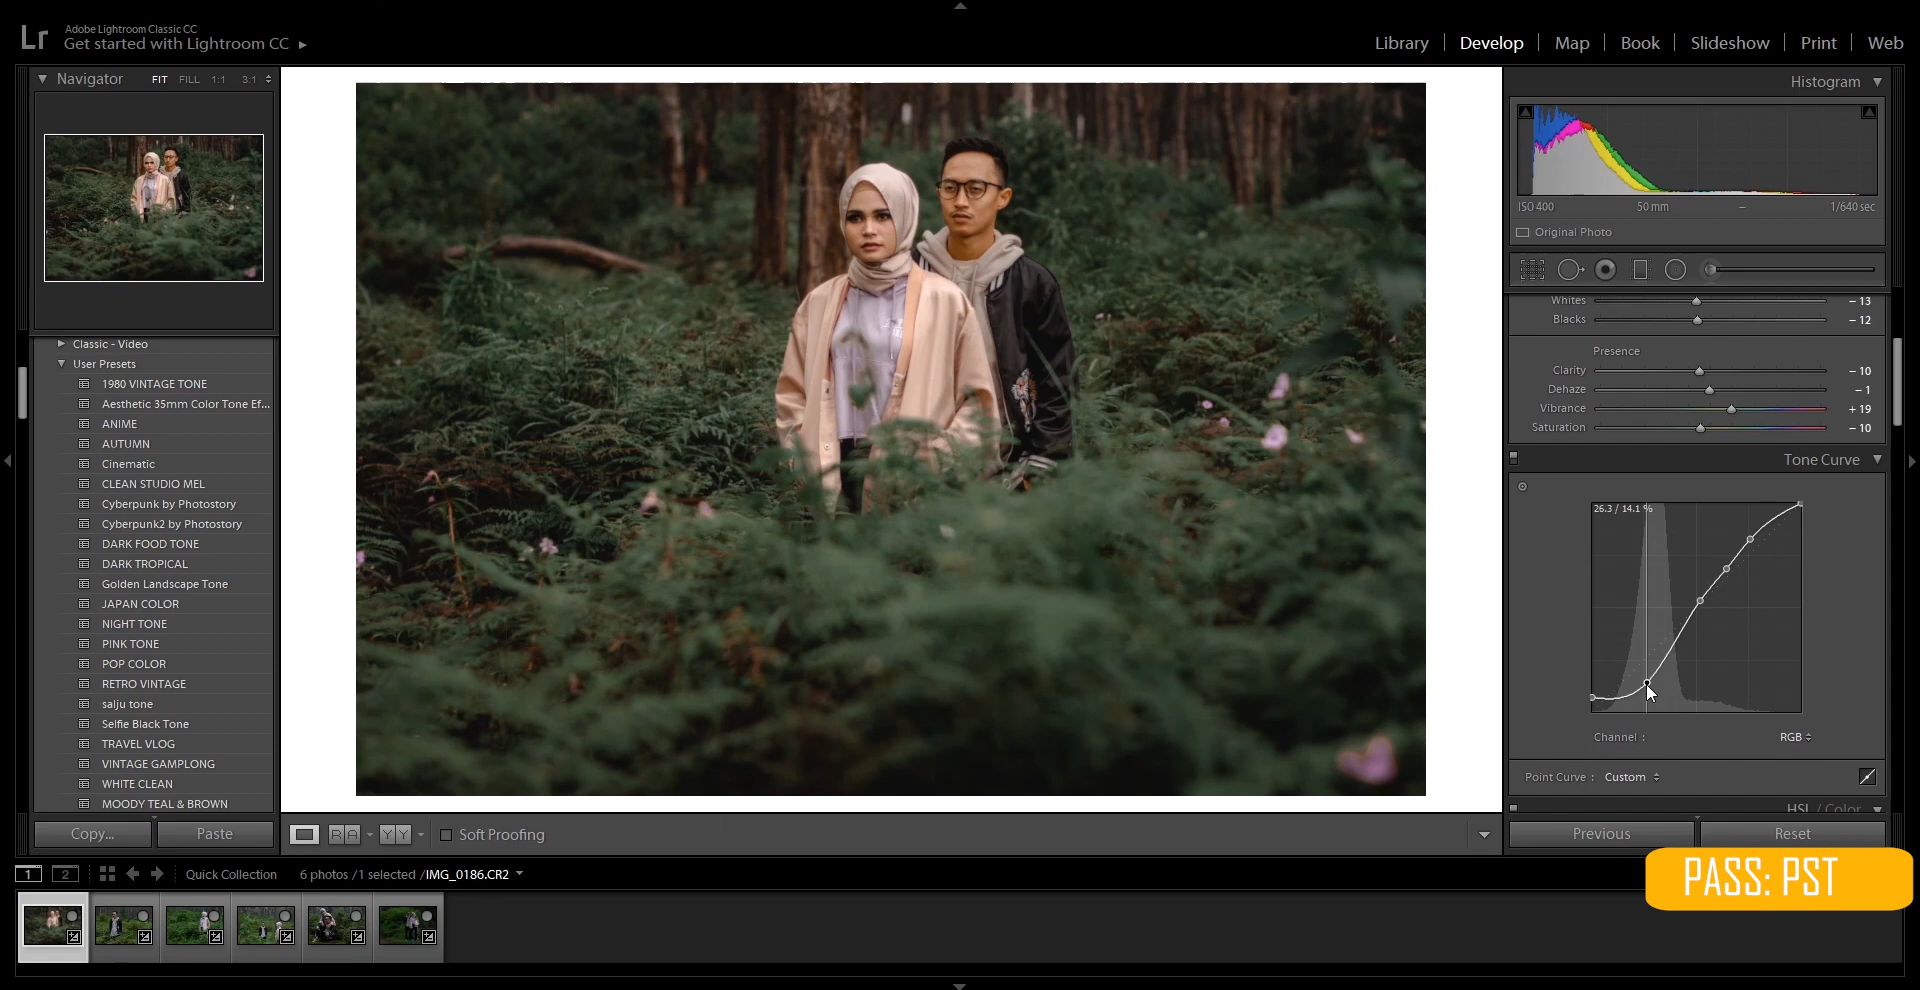 Lr
Adobe Lightroom Classic CC
Get started with Lightroom CC
Library
Develop
Map
Book
Slideshow
Print
Web
Navigator
FIT
FILL
1:1
3:1
Classic - Video
User Presets
1980 VINTAGE TONE
Aesthetic 35mm Color Tone Ef...
ANIME
AUTUMN
Cinematic
CLEAN STUDIO MEL
Cyberpunk by Photostory
Cyberpunk2 by Photostory
DARK FOOD TONE
DARK TROPICAL
Golden Landscape Tone
JAPAN COLOR
NIGHT TONE
PINK TONE
POP COLOR
RETRO VINTAGE
salju tone
Selfie Black Tone
TRAVEL VLOG
VINTAGE GAMPLONG
WHITE CLEAN
MOODY TEAL & BROWN
Copy...
Paste
Soft Proofing
Histogram
ISO 400
50 mm
–
1/640 sec
Original Photo
Whites – 13
Blacks – 12
Presence
Clarity – 10
Dehaze – 1
Vibrance + 19
Saturation – 10
Tone Curve
26.3 / 14.1 %
Channel : RGB
Point Curve : Custom
HSL / Color
Previous
Reset
1
2
Quick Collection
6 photos /1 selected /IMG_0186.CR2
PASS: PST